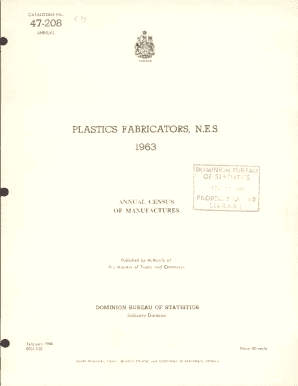 CATALOGUE No.
47-208
ANNUAL
CANADA
PLASTICS FABRICATORS, N.E.S.
1963
DOMINION BUREAU
OF STATISTICS
PROPERTY OF THE
LIBRARY
ANNUAL CENSUS
OF MANUFACTURES
Published by Authority of
The Minister of Trade and Commerce
DOMINION BUREAU OF STATISTICS
Industry Division
February 1966
Price: 50 cents